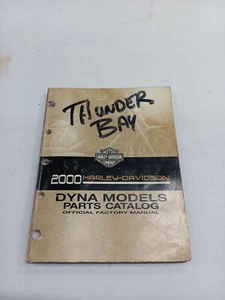 THUNDER
BAY
HARLEY-DAVIDSON
2000 HARLEY-DAVIDSON
DYNA MODELS
PARTS CATALOG
OFFICIAL FACTORY MANUAL